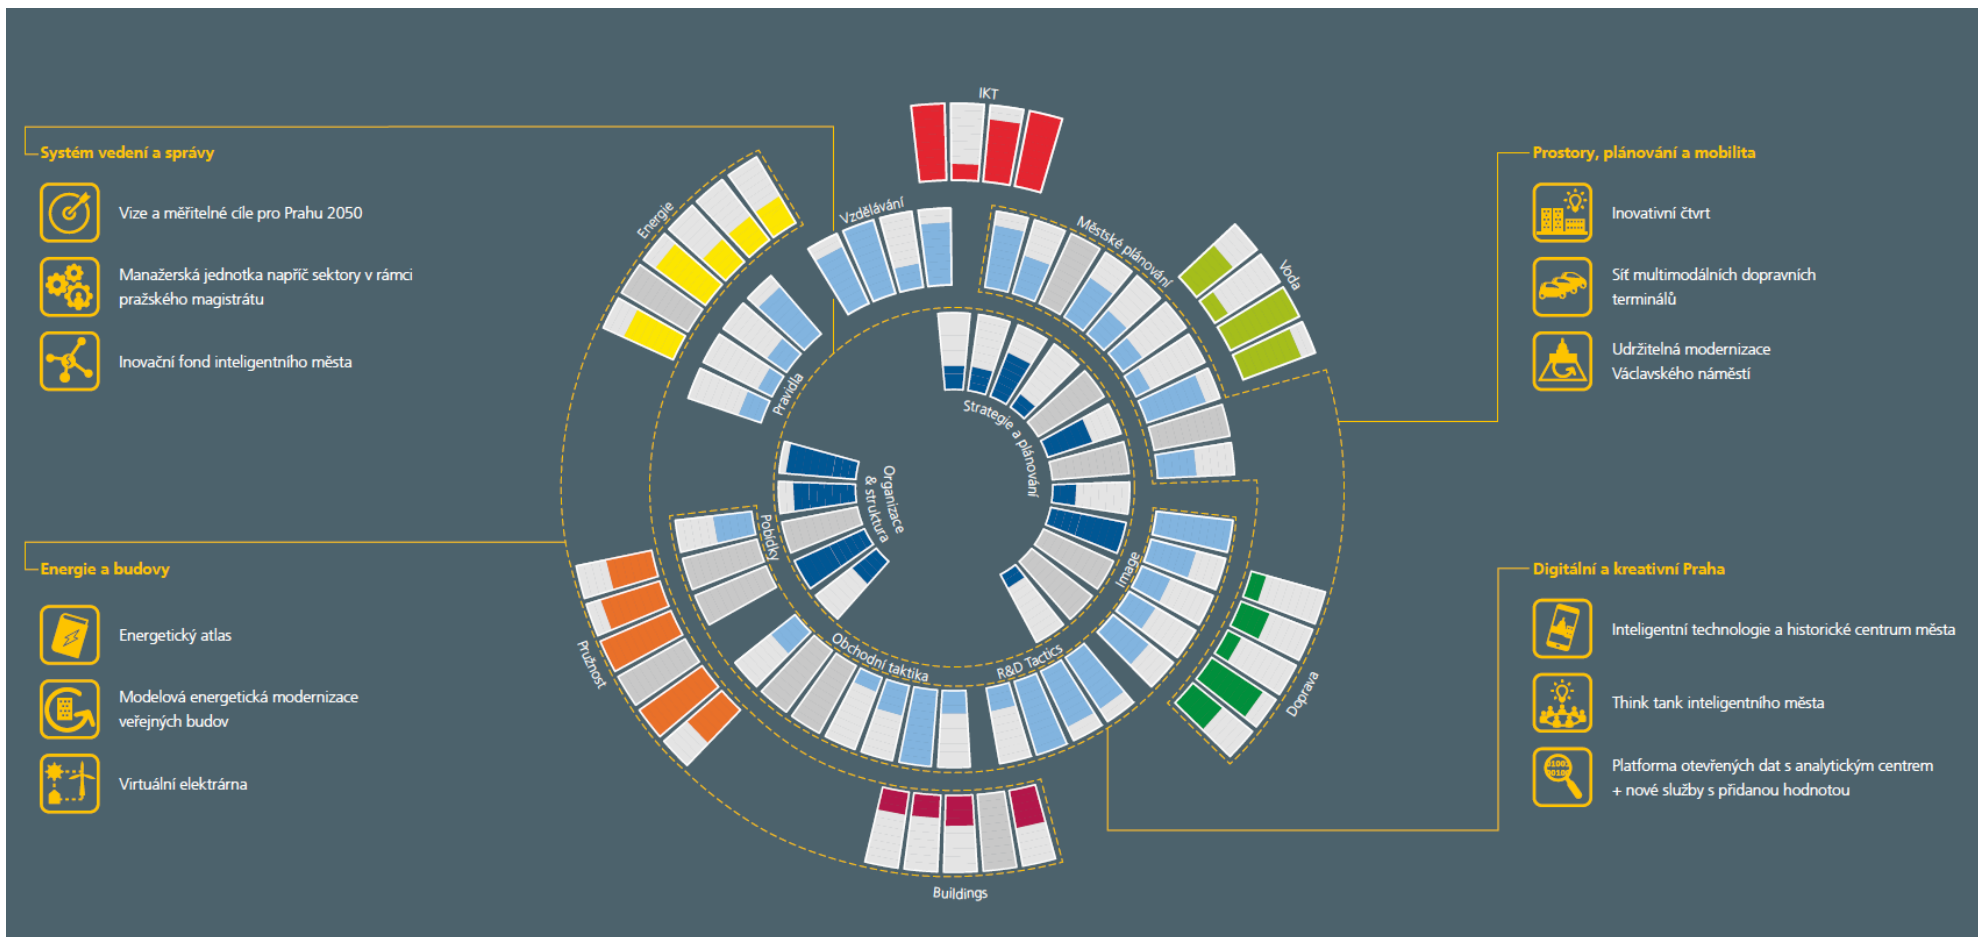 Systém vedení a správy
Vize a měřitelné cíle pro Prahu 2050
Manažerská jednotka napříč sektory v rámci
pražského magistrátu
Inovační fond inteligentního města
Energie a budovy
Energetický atlas
Modelová energetická modernizace
veřejných budov
Virtuální elektrárna
IKT
Energie
Vzdělávání
Městské plánování
Voda
Pravidla
Strategie a plánování
Organizace
& struktura
Pobídky
Image
Pružnost
Obchodní taktika
R&D Tactics
Doprava
Buildings
Prostory, plánování a mobilita
Inovativní čtvrt
Síť multimodálních dopravních
terminálů
Udržitelná modernizace
Václavského náměstí
Digitální a kreativní Praha
Inteligentní technologie a historické centrum města
Think tank inteligentního města
Platforma otevřených dat s analytickým centrem
+ nové služby s přidanou hodnotou